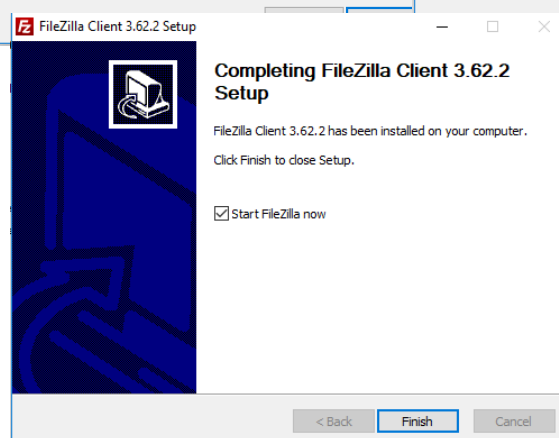 FileZilla Client 3.62.2 Setup
Completing FileZilla Client 3.62.2
Setup
FileZilla Client 3.62.2 has been installed on your computer.
Click Finish to close Setup.
Start FileZilla now
< Back Finish Cancel